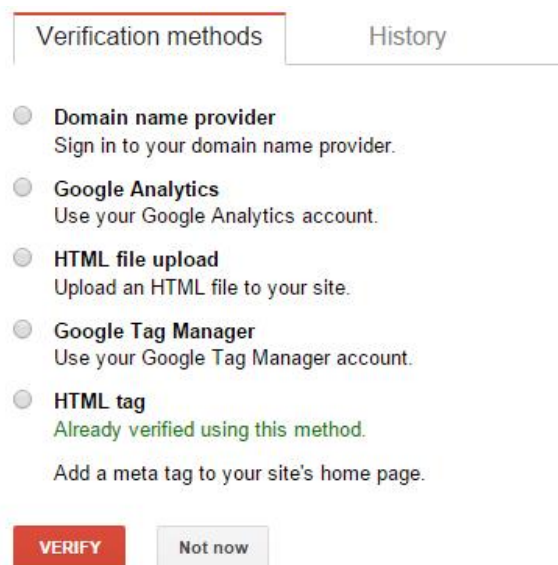 Verification methods History
Domain name provider
Sign in to your domain name provider.
Google Analytics
Use your Google Analytics account.
HTML file upload
Upload an HTML file to your site.
Google Tag Manager
Use your Google Tag Manager account.
HTML tag
Already verified using this method.
Add a meta tag to your site's home page.
VERIFY Not now